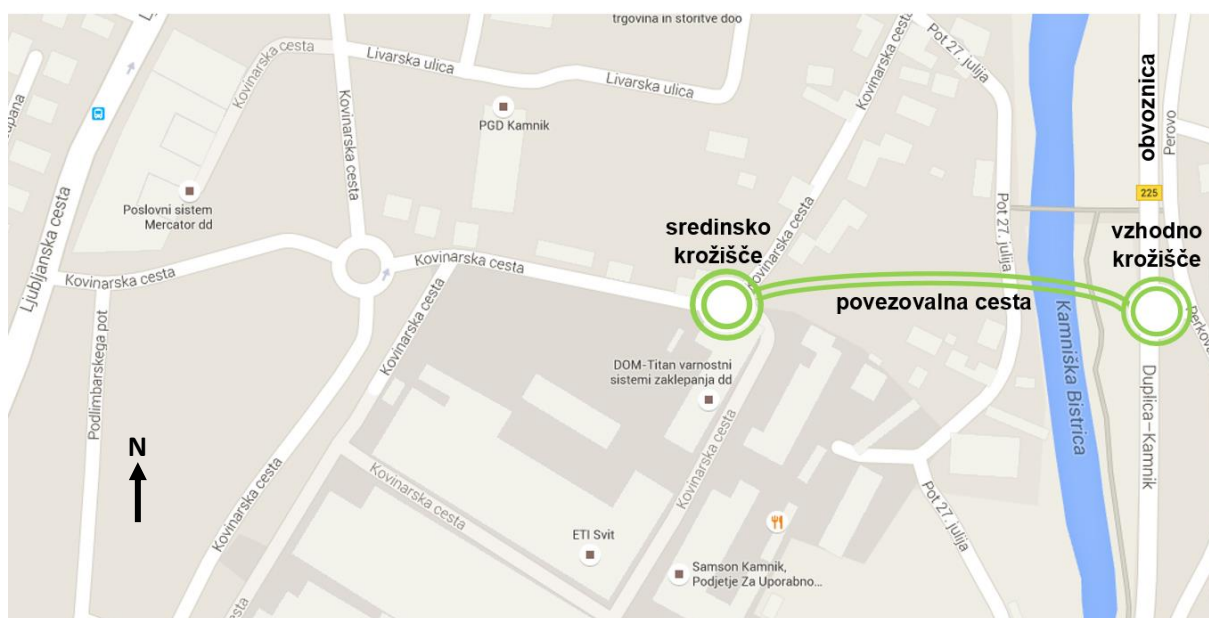 trgovina in storitve doo
Kovinarska cesta
Livarska ulica
Livarska ulica
Kovinarska cesta
Pot 27. julija
Kovinarska cesta
obvoznica
Perovo
PGD Kamnik
225
Poslovni sistem
Mercator dd
Ljubljanska cesta
Pot 27. julija
sredinsko
krožišče
vzhodno
krožišče
Kovinarska cesta
Kovinarska cesta
Kovinarska cesta
povezovalna cesta
Kovinarska cesta
Podlimbarskega pot
Kamniška Bistrica
DOM-Titan varnostni
sistemi zaklepanja dd
Duplica–Kamnik
N
Kovinarska cesta
Kovinarska cesta
Kovinarska cesta
Pot 27. julija
ETI Svit
Samson Kamnik,
Podjetje Za Uporabno...